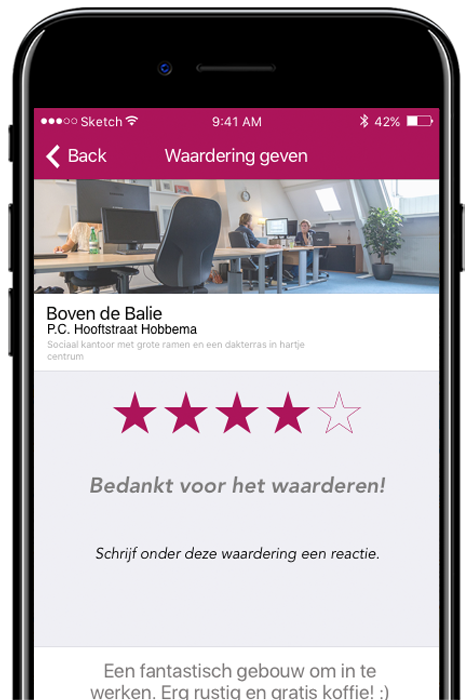 Sketch 9:41 AM 42%
Back Waardering geven
Boven de Balie
P.C. Hooftstraat Hobbema
Sociaal kantoor met grote ramen en een dakterras in hartje
centrum
Bedankt voor het waarderen!
Schrijf onder deze waardering een reactie.
Een fantastisch gebouw om in te
werken. Erg rustig en gratis koffie! :)